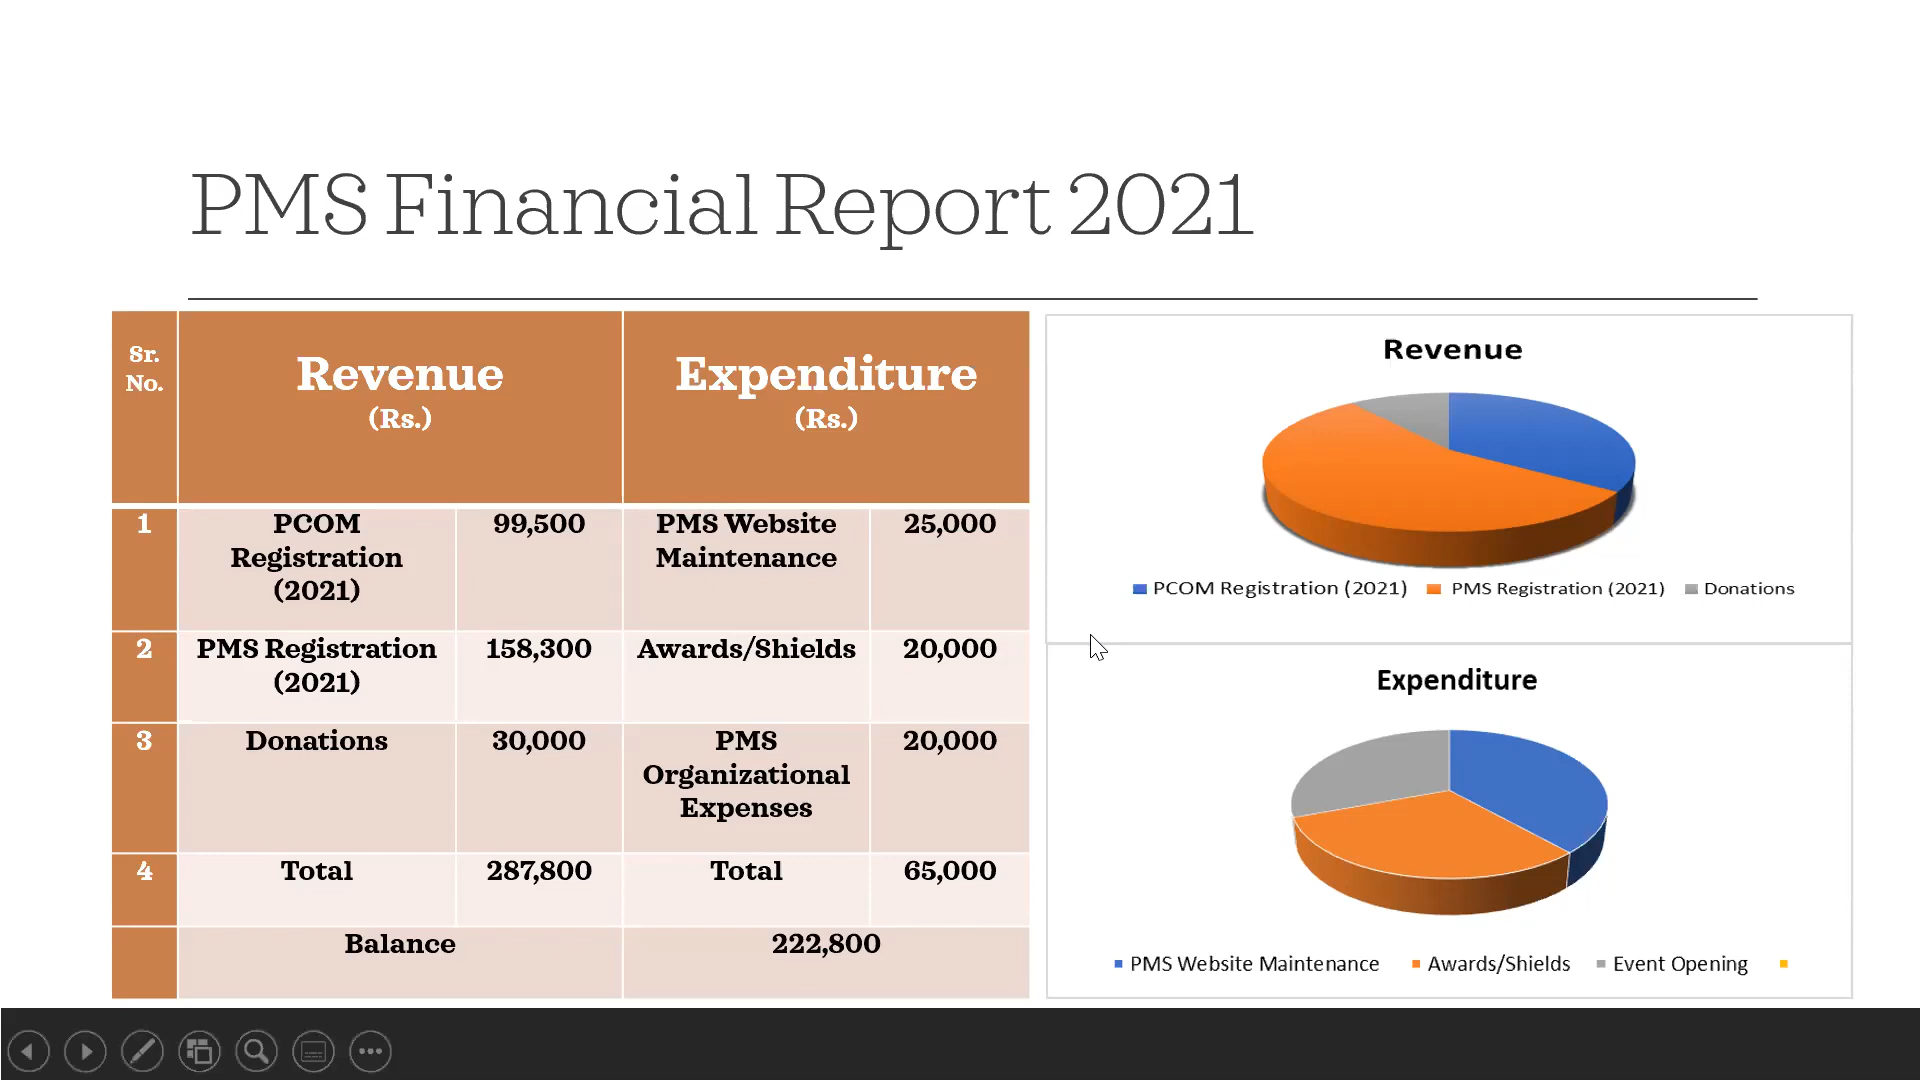 PMS Financial Report 2021
Sr.
No.
Revenue
(Rs.)
Expenditure
(Rs.)
1
PCOM
Registration
(2021)
99,500
PMS Website
Maintenance
25,000
2
PMS Registration
(2021)
158,300
Awards/Shields
20,000
3
Donations
30,000
PMS
Organizational
Expenses
20,000
4
Total
287,800
Total
65,000
Balance
222,800
Revenue
PCOM Registration (2021)
PMS Registration (2021)
Donations
Expenditure
PMS Website Maintenance
Awards/Shields
Event Opening